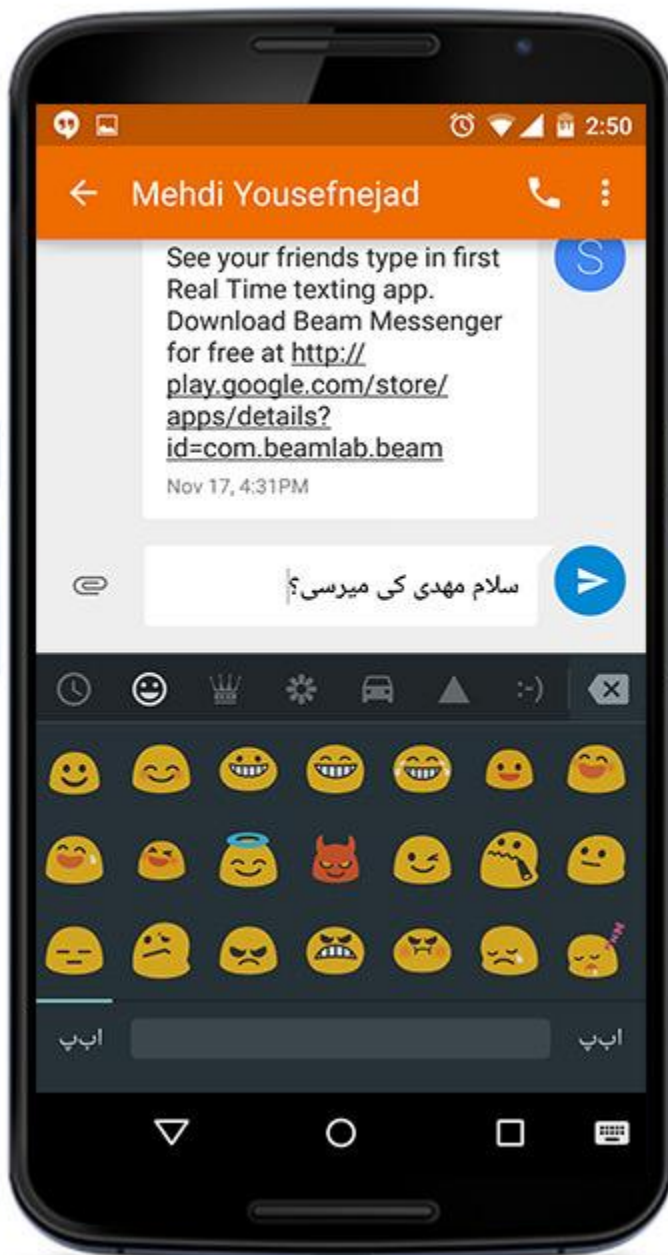 2:50
Mehdi Yousefnejad
S
See your friends type in first
Real Time texting app.
Download Beam Messenger
for free at http://
play.google.com/store/
apps/details?
id=com.beamlab.beam
Nov 17, 4:31PM
سلام مهدی کی میرسی؟
:-)
اب‌پ
اب‌پ